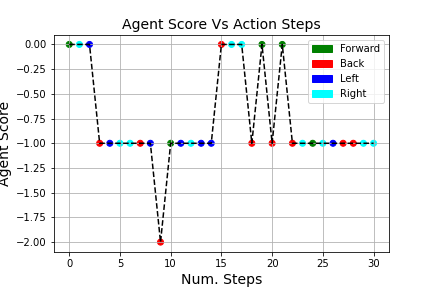 Agent Score Vs Action Steps
Agent Score
0.00
−0.25
−0.50
−0.75
−1.00
−1.25
−1.50
−1.75
−2.00
Forward
Back
Left
Right
0 5 10 15 20 25 30
Num. Steps